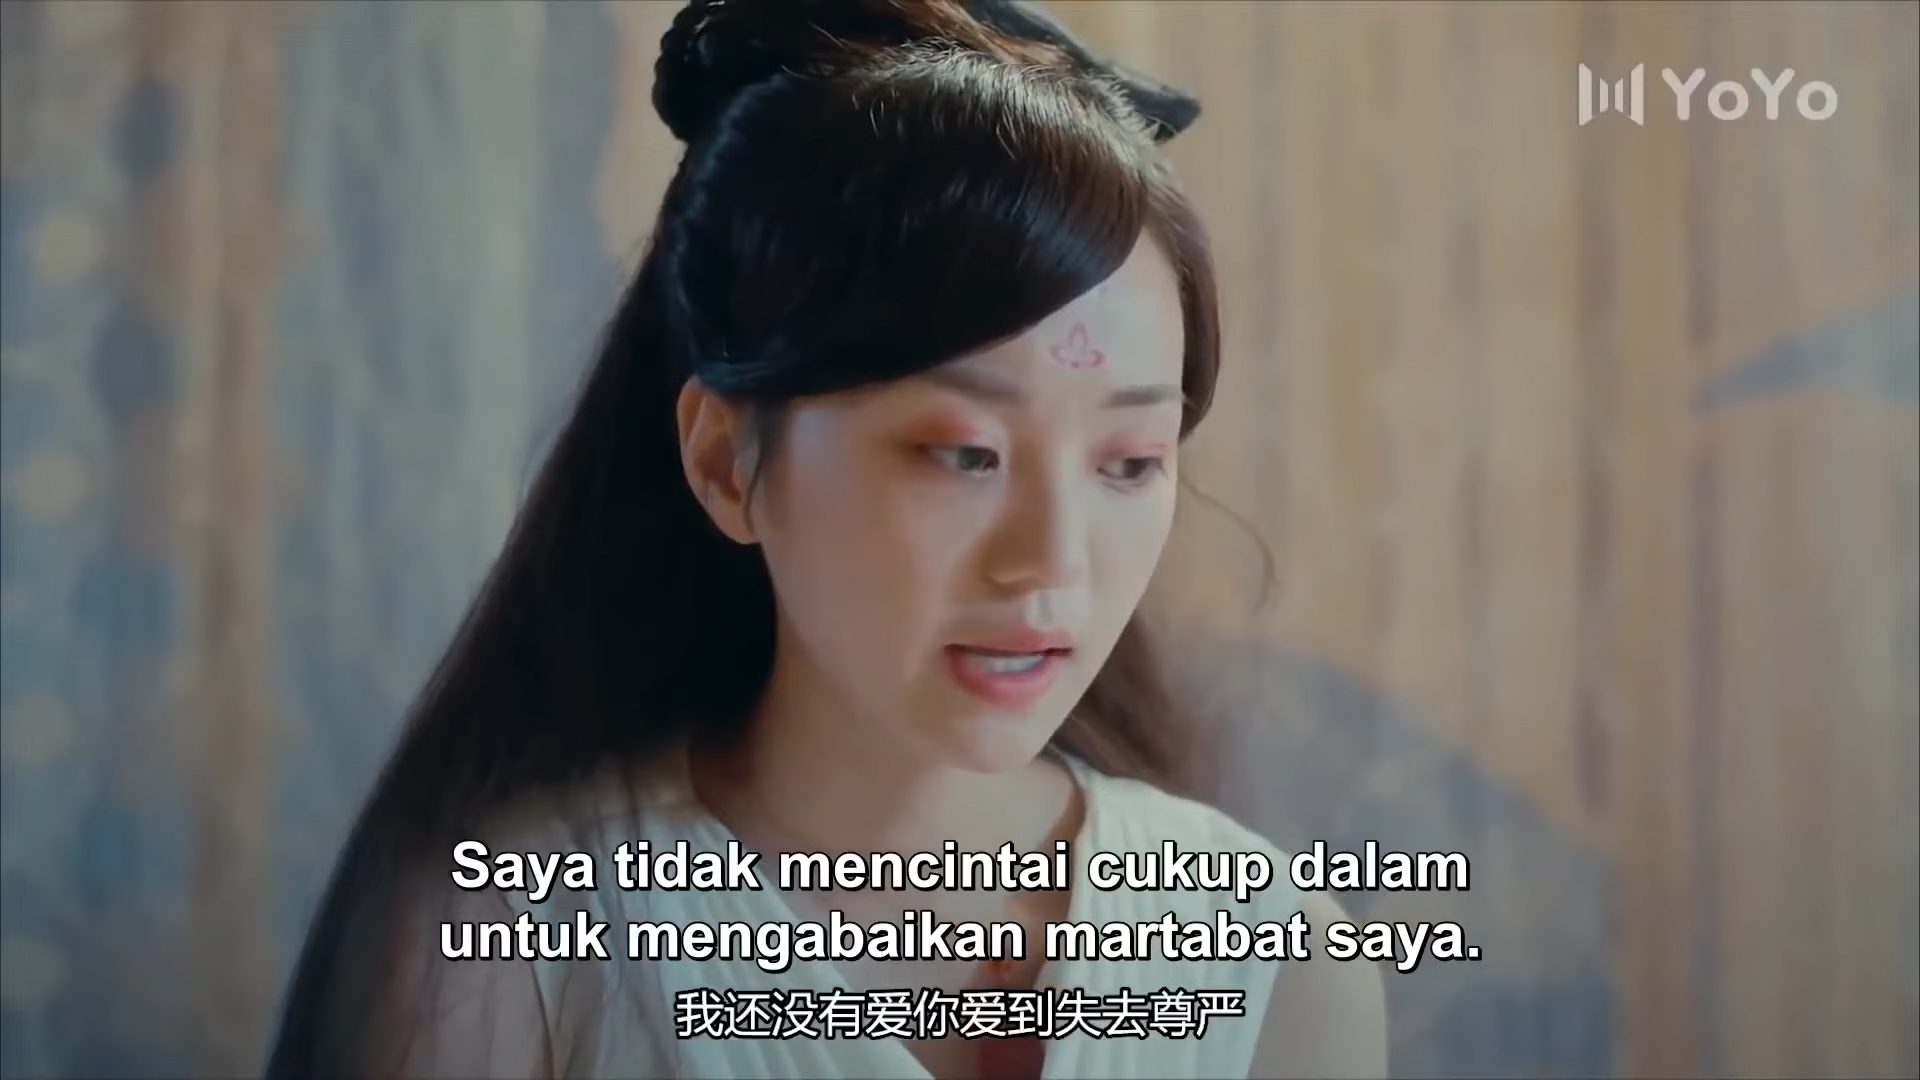 YoYo
Saya tidak mencintai cukup dalam
untuk mengabaikan martabat saya.
我还没有爱你爱到失去尊严